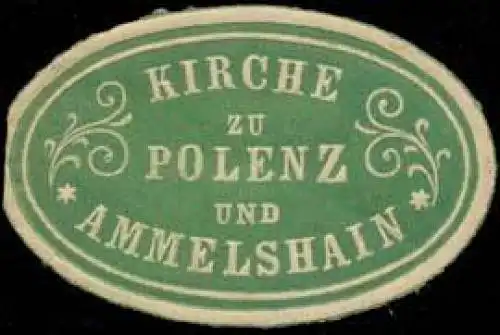 KIRCHE
ZU
POLENZ
UND
AMMELSHAIN